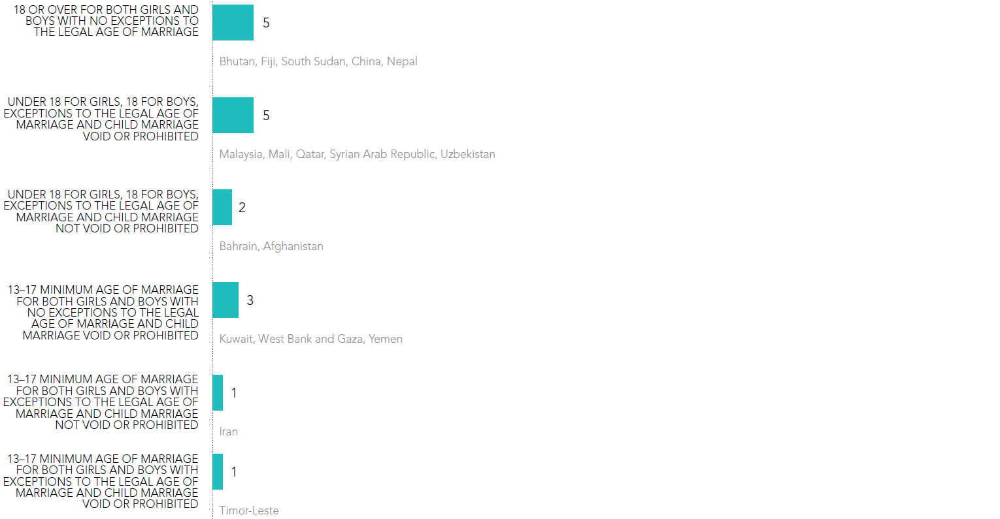 18 OR OVER FOR BOTH GIRLS AND
BOYS WITH NO EXCEPTIONS TO
THE LEGAL AGE OF MARRIAGE
5
Bhutan, Fiji, South Sudan, China, Nepal
UNDER 18 FOR GIRLS, 18 FOR BOYS,
EXCEPTIONS TO THE LEGAL AGE OF
MARRIAGE AND CHILD MARRIAGE
VOID OR PROHIBITED
5
Malaysia, Mali, Qatar, Syrian Arab Republic, Uzbekistan
UNDER 18 FOR GIRLS, 18 FOR BOYS,
EXCEPTIONS TO THE LEGAL AGE OF
MARRIAGE AND CHILD MARRIAGE
NOT VOID OR PROHIBITED
2
Bahrain, Afghanistan
13–17 MINIMUM AGE OF MARRIAGE
FOR BOTH GIRLS AND BOYS WITH
NO EXCEPTIONS TO THE LEGAL
AGE OF MARRIAGE AND CHILD
MARRIAGE VOID OR PROHIBITED
3
Kuwait, West Bank and Gaza, Yemen
13–17 MINIMUM AGE OF MARRIAGE
FOR BOTH GIRLS AND BOYS WITH
EXCEPTIONS TO THE LEGAL AGE OF
MARRIAGE AND CHILD MARRIAGE
NOT VOID OR PROHIBITED
1
Iran
13–17 MINIMUM AGE OF MARRIAGE
FOR BOTH GIRLS AND BOYS WITH
EXCEPTIONS TO THE LEGAL AGE OF
MARRIAGE AND CHILD MARRIAGE
VOID OR PROHIBITED
1
Timor-Leste